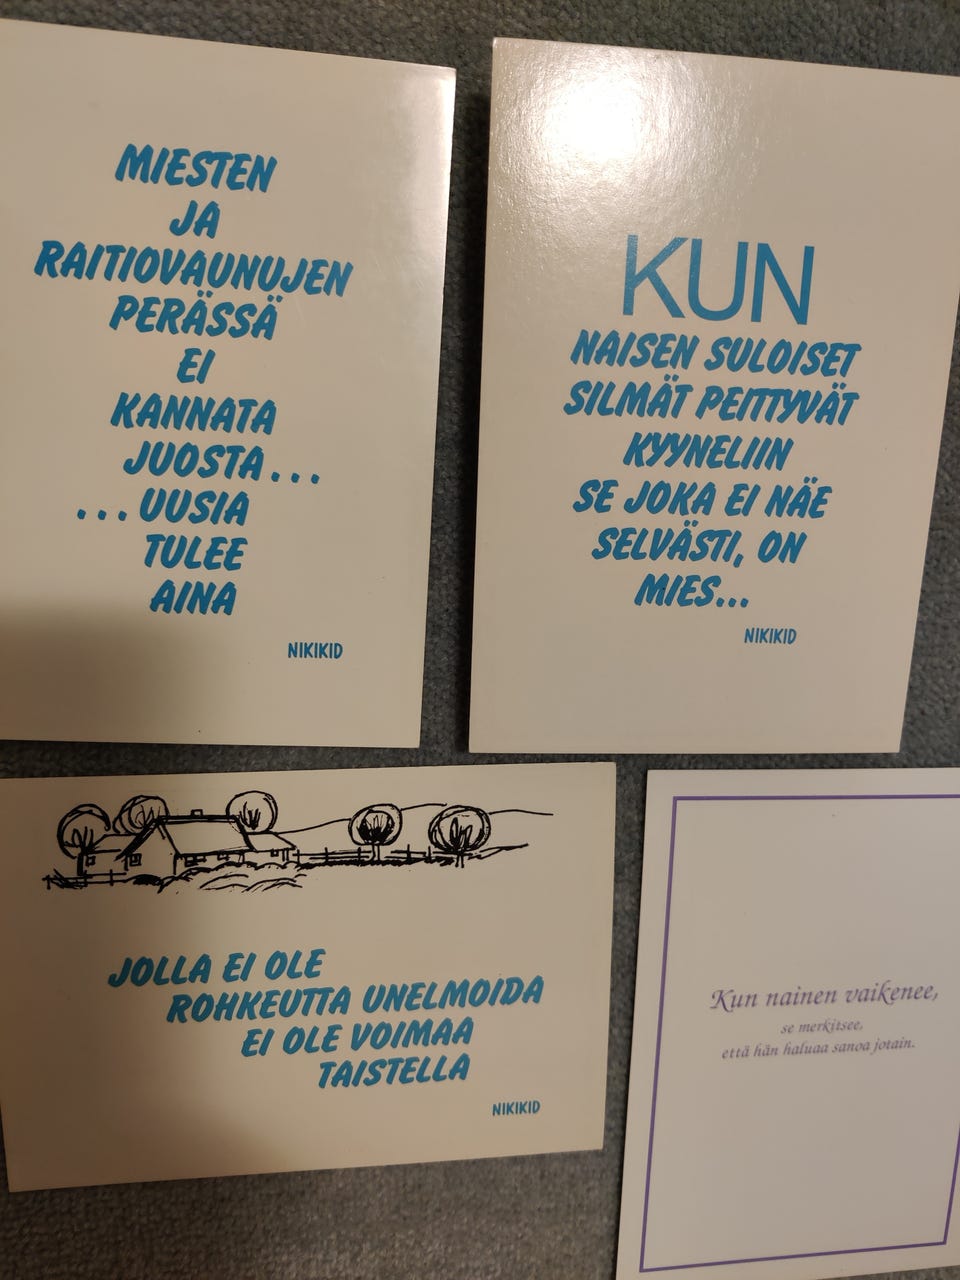 MIESTEN
JA
RAITIOVAUNUJEN
PERÄSSÄ
EI
KANNATA
JUOSTA...
...UUSIA
TULEE
AINA
NIKIKID
KUN
NAISEN SULOISET
SILMÄT PEITTYVÄT
KYYNELIIN
SE JOKA EI NÄE
SELVÄSTI, ON
MIES...
NIKIKID
JOLLA EI OLE
ROHKEUTTA UNELMOIDA
EI OLE VOIMAA
TAISTELLA
NIKIKID
Kun nainen vaikenee,
se merkitsee,
että hän haluaa sanoa jotain.